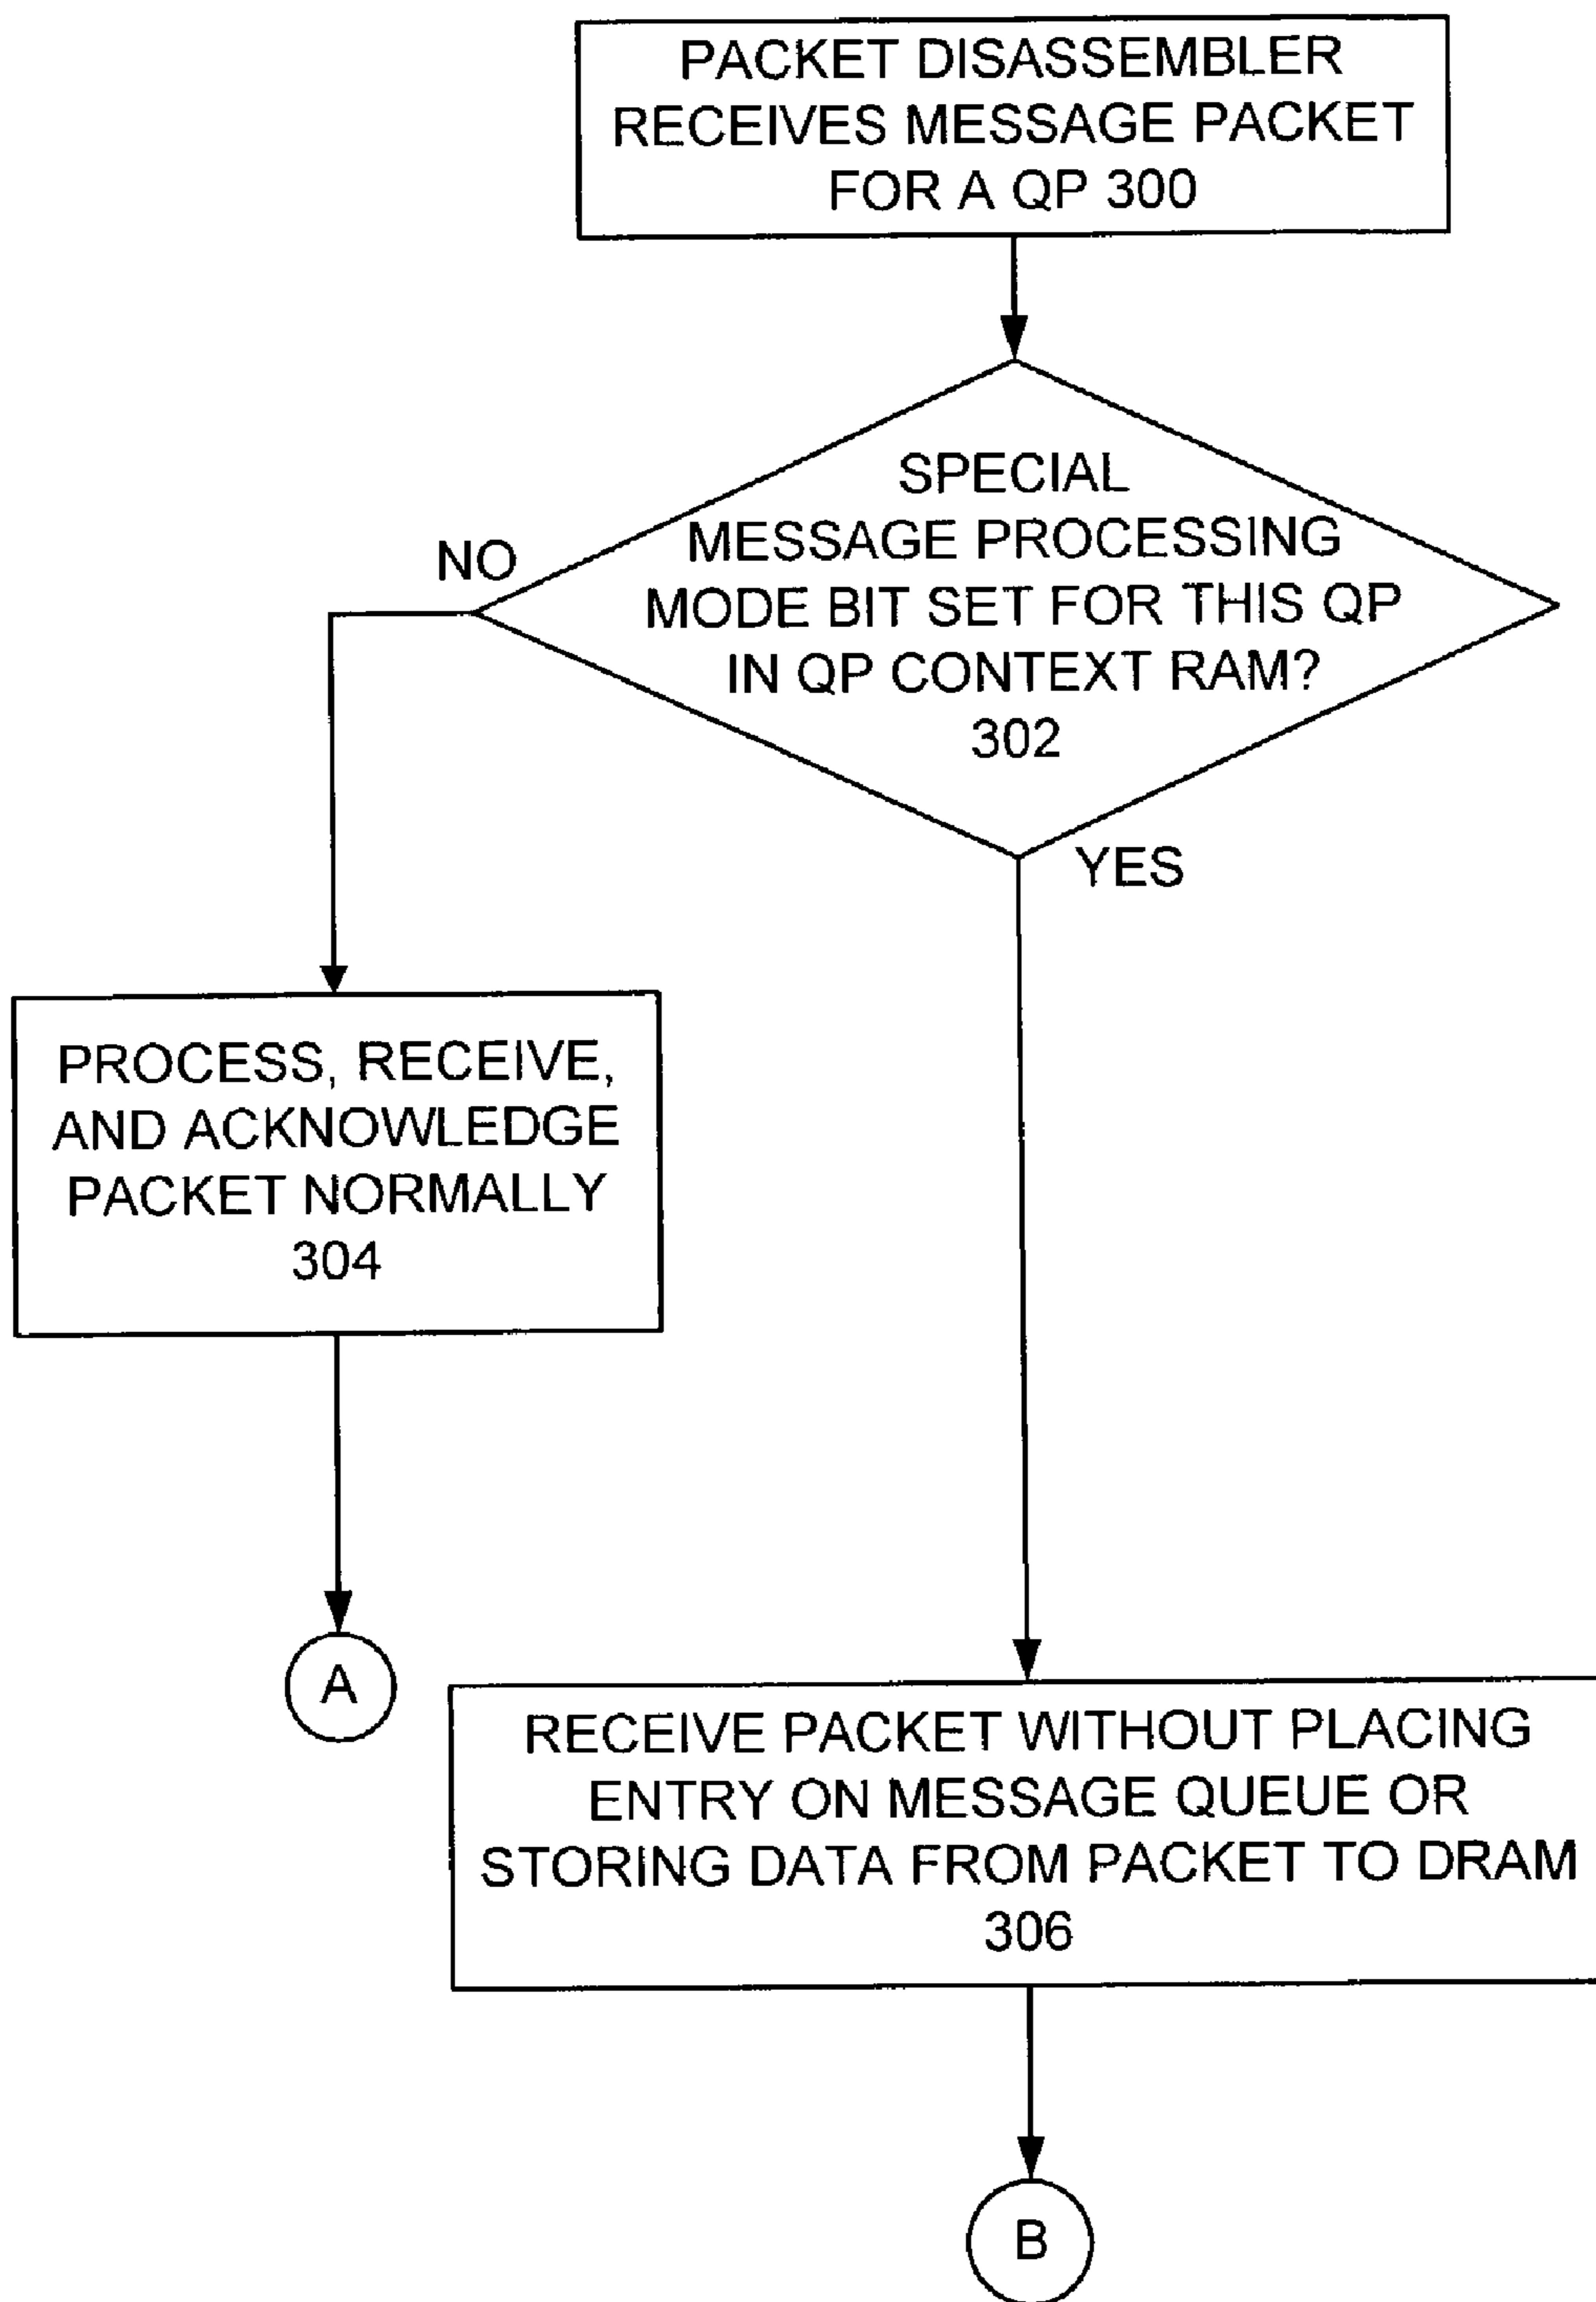 PACKET DISASSEMBLER
RECEIVES MESSAGE PACKET
FOR A QP 300
SPECIAL
MESSAGE PROCESSING
MODE BIT SET FOR THIS QP
IN QP CONTEXT RAM?
302
NO
YES
PROCESS, RECEIVE,
AND ACKNOWLEDGE
PACKET NORMALLY
304
A
RECEIVE PACKET WITHOUT PLACING
ENTRY ON MESSAGE QUEUE OR
STORING DATA FROM PACKET TO DRAM
306
B